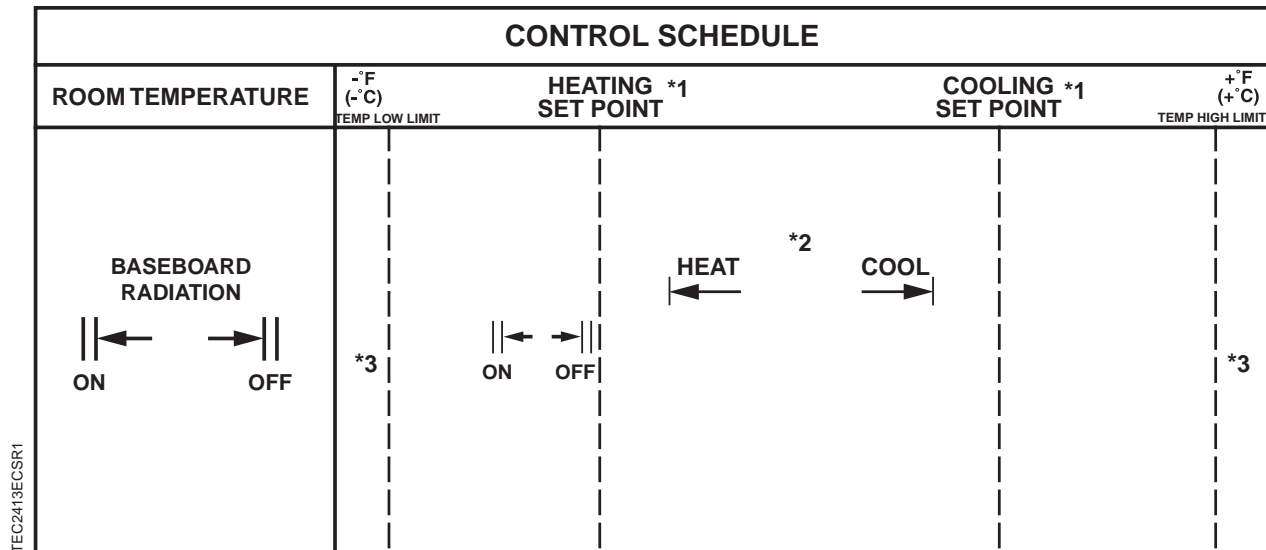 CONTROL SCHEDULE
ROOM TEMPERATURE
-°F
(-°C)
TEMP LOW LIMIT
HEATING *1
SET POINT
COOLING *1
SET POINT
+°F
(+°C)
TEMP HIGH LIMIT
*2
BASEBOARD
RADIATION
HEAT
COOL
ON
OFF
*3
ON
OFF
*3
TEC2413ECSR1